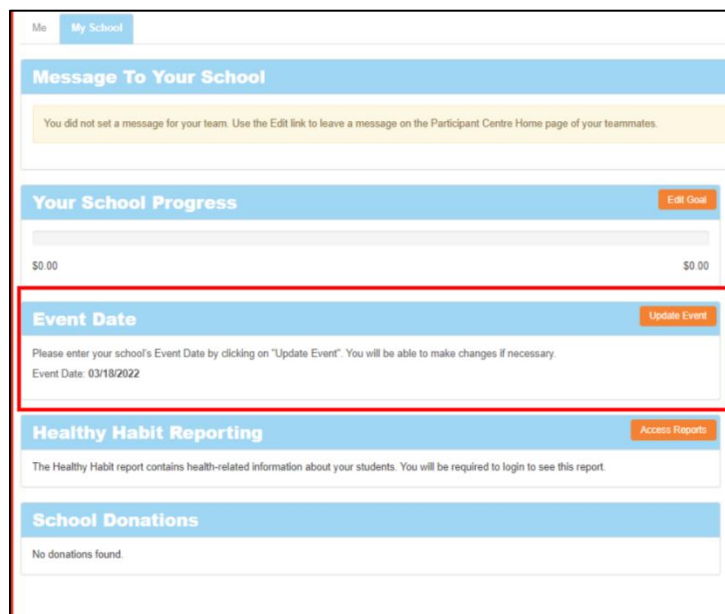 Me My School
Message To Your School
You did not set a message for your team. Use the Edit link to leave a message on the Participant Centre Home page of your teammates.
Your School Progress Edit Goal
$0.00 $0.00
Event Date Update Event
Please enter your school's Event Date by clicking on "Update Event". You will be able to make changes if necessary.
Event Date: 03/18/2022
Healthy Habit Reporting Access Reports
The Healthy Habit report contains health-related information about your students. You will be required to login to see this report.
School Donations
No donations found.